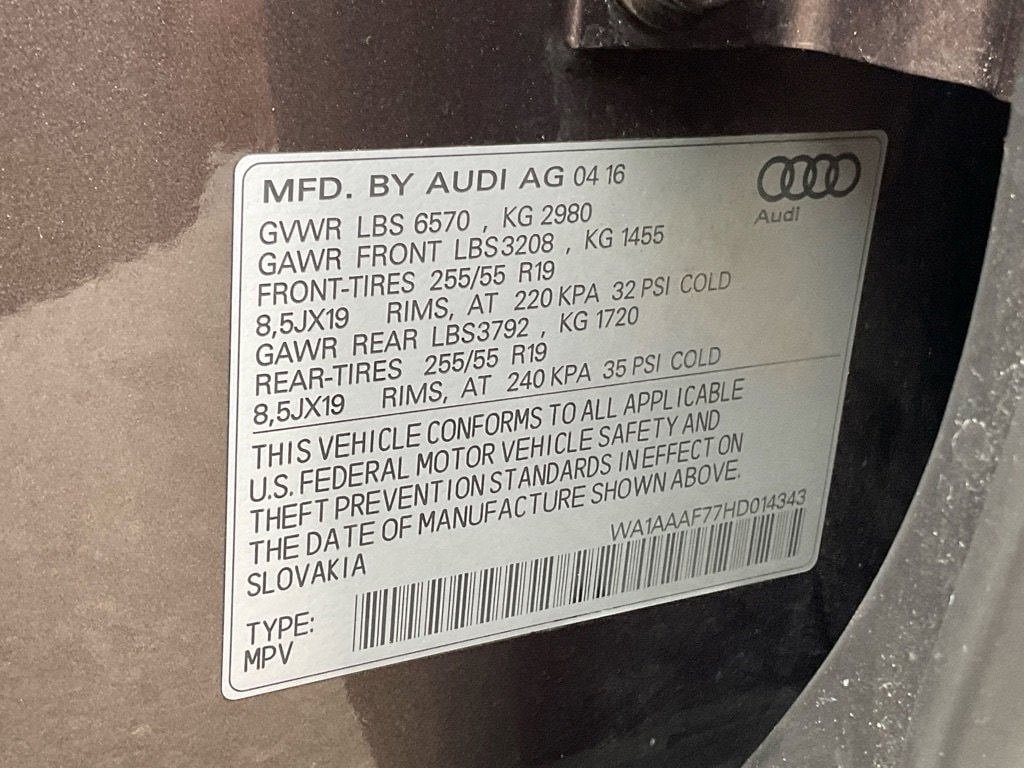 MFD. BY AUDI AG 04 16
Audi
GVWR LBS 6570 , KG 2980
GAWR FRONT LBS3208 , KG 1455
FRONT-TIRES 255/55 R19
8,5JX19 RIMS, AT 220 KPA 32 PSI COLD
GAWR REAR LBS3792 , KG 1720
REAR-TIRES 255/55 R19
8,5JX19 RIMS, AT 240 KPA 35 PSI COLD
THIS VEHICLE CONFORMS TO ALL APPLICABLE
U.S. FEDERAL MOTOR VEHICLE SAFETY AND
THEFT PREVENTION STANDARDS IN EFFECT ON
THE DATE OF MANUFACTURE SHOWN ABOVE.
SLOVAKIA
WA1AAAF77HD014343
TYPE:
MPV